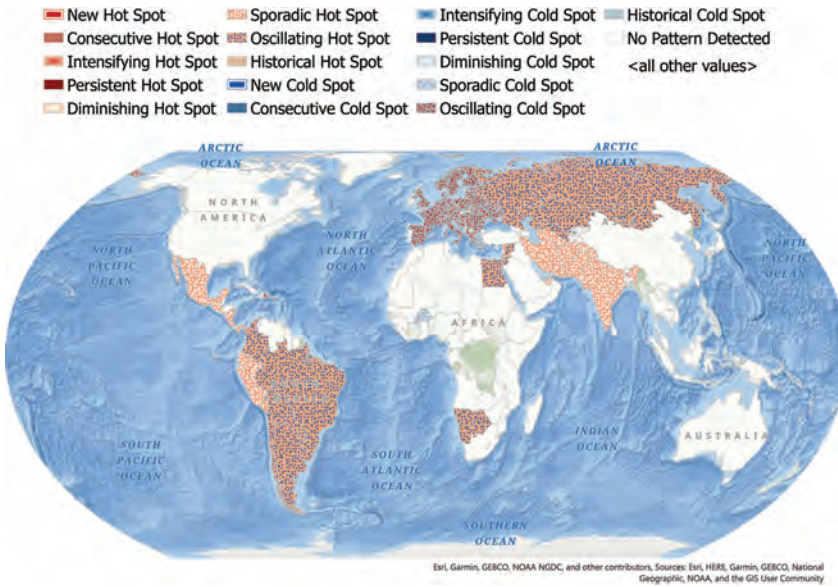 New Hot Spot
Consecutive Hot Spot
Intensifying Hot Spot
Persistent Hot Spot
Diminishing Hot Spot
Sporadic Hot Spot
Oscillating Hot Spot
Historical Hot Spot
New Cold Spot
Consecutive Cold Spot
Intensifying Cold Spot
Persistent Cold Spot
Diminishing Cold Spot
Sporadic Cold Spot
Oscillating Cold Spot
Historical Cold Spot
No Pattern Detected
<all other values>
ARCTIC
OCEAN
ARCTIC
OCEAN
NORTH
AMERICA
NORTH
PACIFIC
OCEAN
NORTH
ATLANTIC
OCEAN
NORTH
PACIFIC
OCEAN
AFRICA
SOUTH
PACIFIC
OCEAN
SOUTH
ATLANTIC
OCEAN
INDIAN
OCEAN
AUSTRALIA
SOUTHERN
OCEAN
Esri, Garmin, GEBCO, NOAA NGDC, and other contributors, Sources: Esri, HERE, Garmin, GEBCO, National
Geographic, NOAA, and the GIS User Community